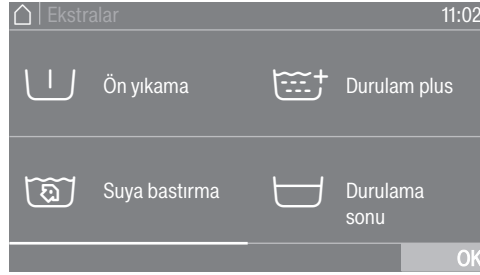 Ekstralar 11:02
Ön yıkama
Durulam plus
Suya bastırma
Durulama
sonu
OK